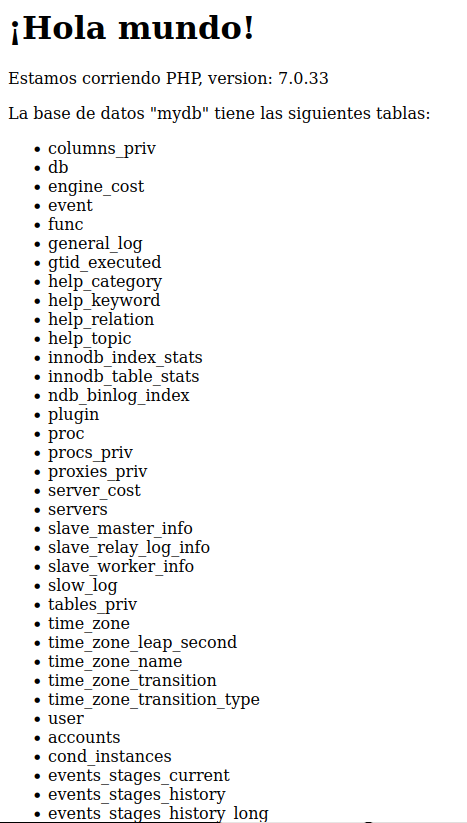 ¡Hola mundo!
Estamos corriendo PHP, version: 7.0.33
La base de datos "mydb" tiene las siguientes tablas:
columns_priv
db
engine_cost
event
func
general_log
gtid_executed
help_category
help_keyword
help_relation
help_topic
innodb_index_stats
innodb_table_stats
ndb_binlog_index
plugin
proc
procs_priv
proxies_priv
server_cost
servers
slave_master_info
slave_relay_log_info
slave_worker_info
slow_log
tables_priv
time_zone
time_zone_leap_second
time_zone_name
time_zone_transition
time_zone_transition_type
user
accounts
cond_instances
events_stages_current
events_stages_history
events_stages_history_long